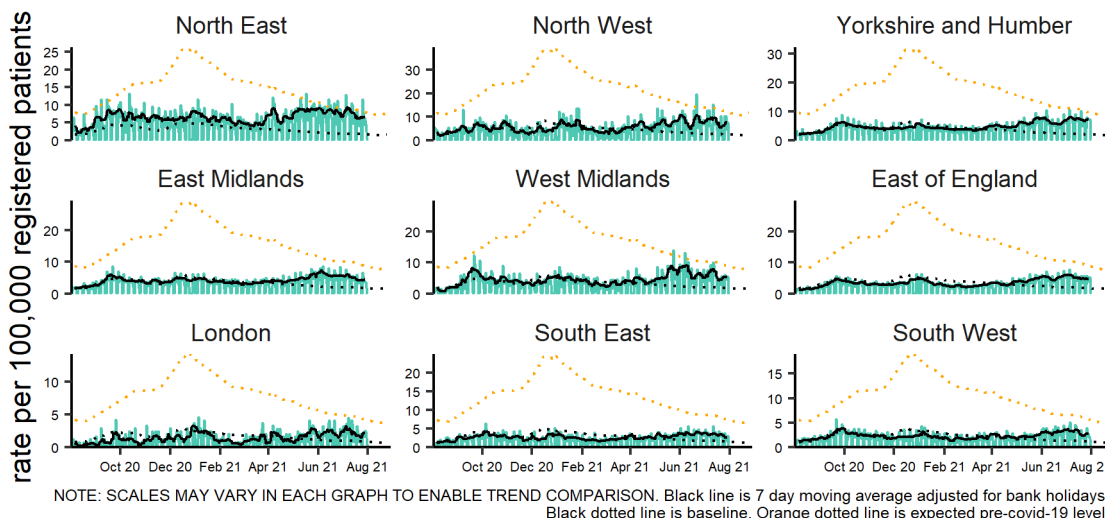 rate per 100,000 registered patients
North East
25
20
15
10
5
0
North West
30
20
10
0
Yorkshire and Humber
30
20
10
0
East Midlands
20
10
0
West Midlands
20
10
0
East of England
20
10
0
London
10
5
0
Oct 20 Dec 20 Feb 21 Apr 21 Jun 21 Aug 21
South East
20
15
10
5
0
Oct 20 Dec 20 Feb 21 Apr 21 Jun 21 Aug 21
South West
15
10
5
0
Oct 20 Dec 20 Feb 21 Apr 21 Jun 21 Aug 2
NOTE: SCALES MAY VARY IN EACH GRAPH TO ENABLE TREND COMPARISON. Black line is 7 day moving average adjusted for bank holidays
Black dotted line is baseline. Orange dotted line is expected pre-covid-19 level